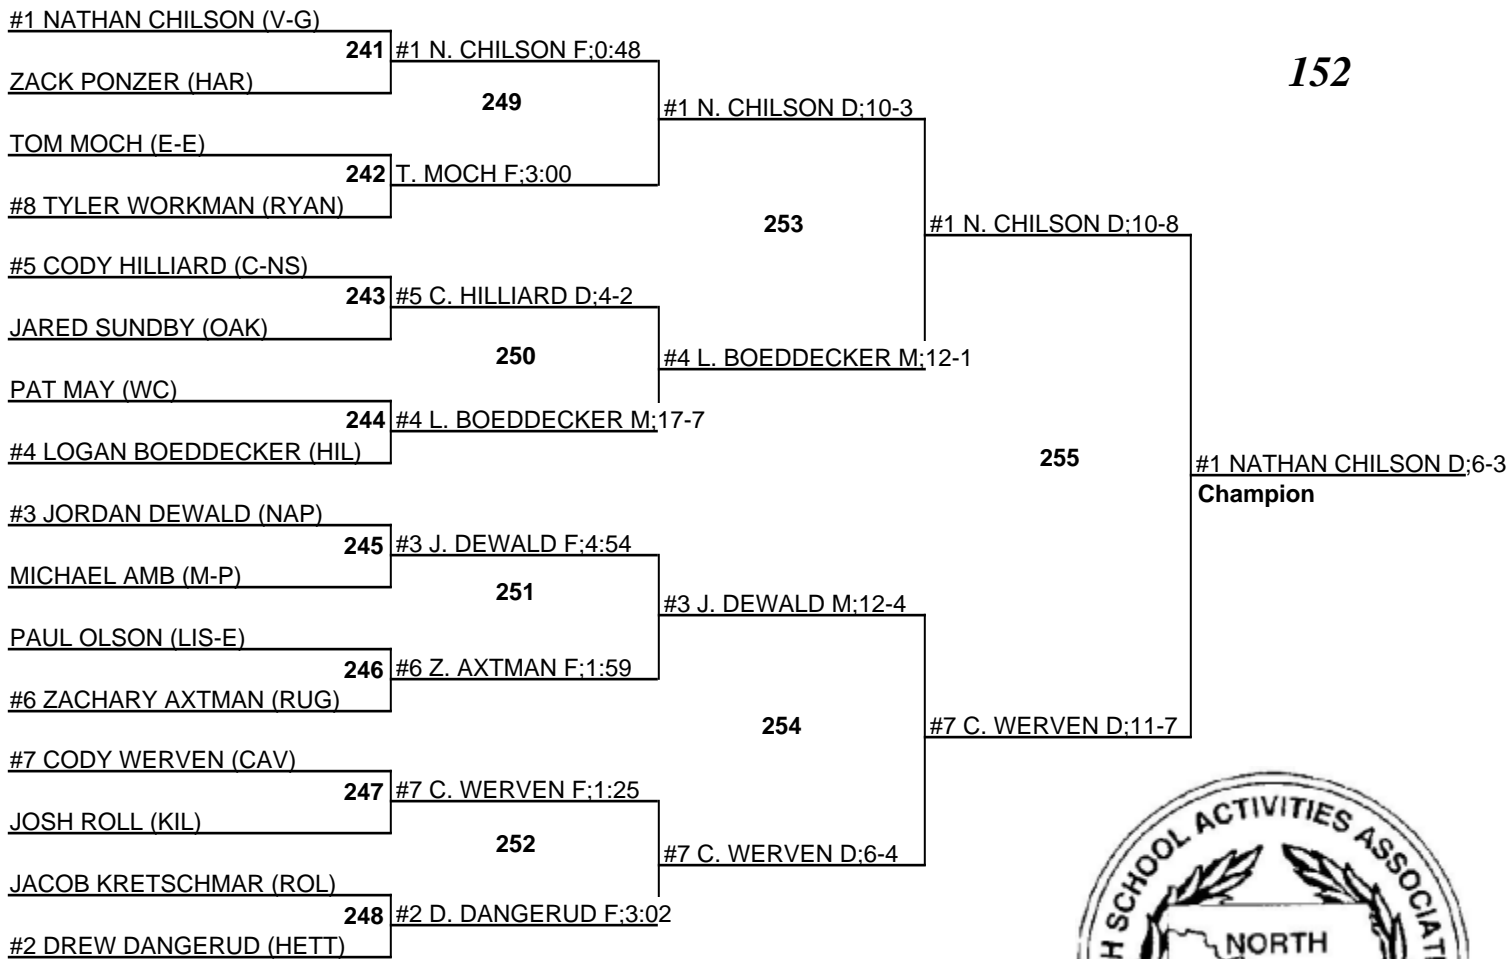 #1 NATHAN CHILSON (V-G)
241 #1 N. CHILSON F;0:48
152
ZACK PONZER (HAR)
249
#1 N. CHILSON D;10-3
TOM MOCH (E-E)
242 T. MOCH F;3:00
#8 TYLER WORKMAN (RYAN)
253
#1 N. CHILSON D;10-8
#5 CODY HILLIARD (C-NS)
243 #5 C. HILLIARD D;4-2
JARED SUNDBY (OAK)
250
#4 L. BOEDDECKER M;12-1
PAT MAY (WC)
244 #4 L. BOEDDECKER M;17-7
#4 LOGAN BOEDDECKER (HIL)
255
#1 NATHAN CHILSON D;6-3
Champion
#3 JORDAN DEWALD (NAP)
245 #3 J. DEWALD F;4:54
MICHAEL AMB (M-P)
251
#3 J. DEWALD M;12-4
PAUL OLSON (LIS-E)
246 #6 Z. AXTMAN F;1:59
#6 ZACHARY AXTMAN (RUG)
254
#7 C. WERVEN D;11-7
#7 CODY WERVEN (CAV)
247 #7 C. WERVEN F;1:25
JOSH ROLL (KIL)
252
#7 C. WERVEN D;6-4
JACOB KRETSCHMAR (ROL)
248 #2 D. DANGERUD F;3:02
#2 DREW DANGERUD (HETT)
H SCHOOL ACTIVITIES ASSOCIAT
NORTH